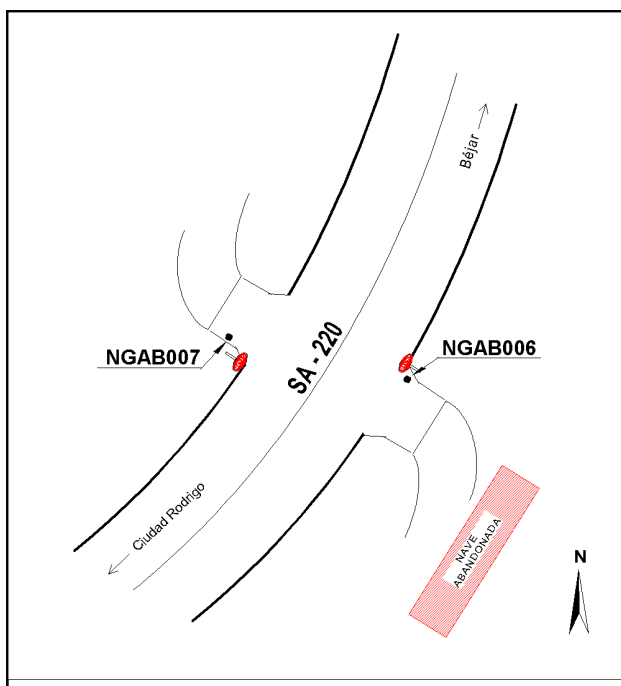 Béjar
NGAB007
NGAB006
SA - 220
Ciudad Rodrigo
NAVE
ABANDONADA
N